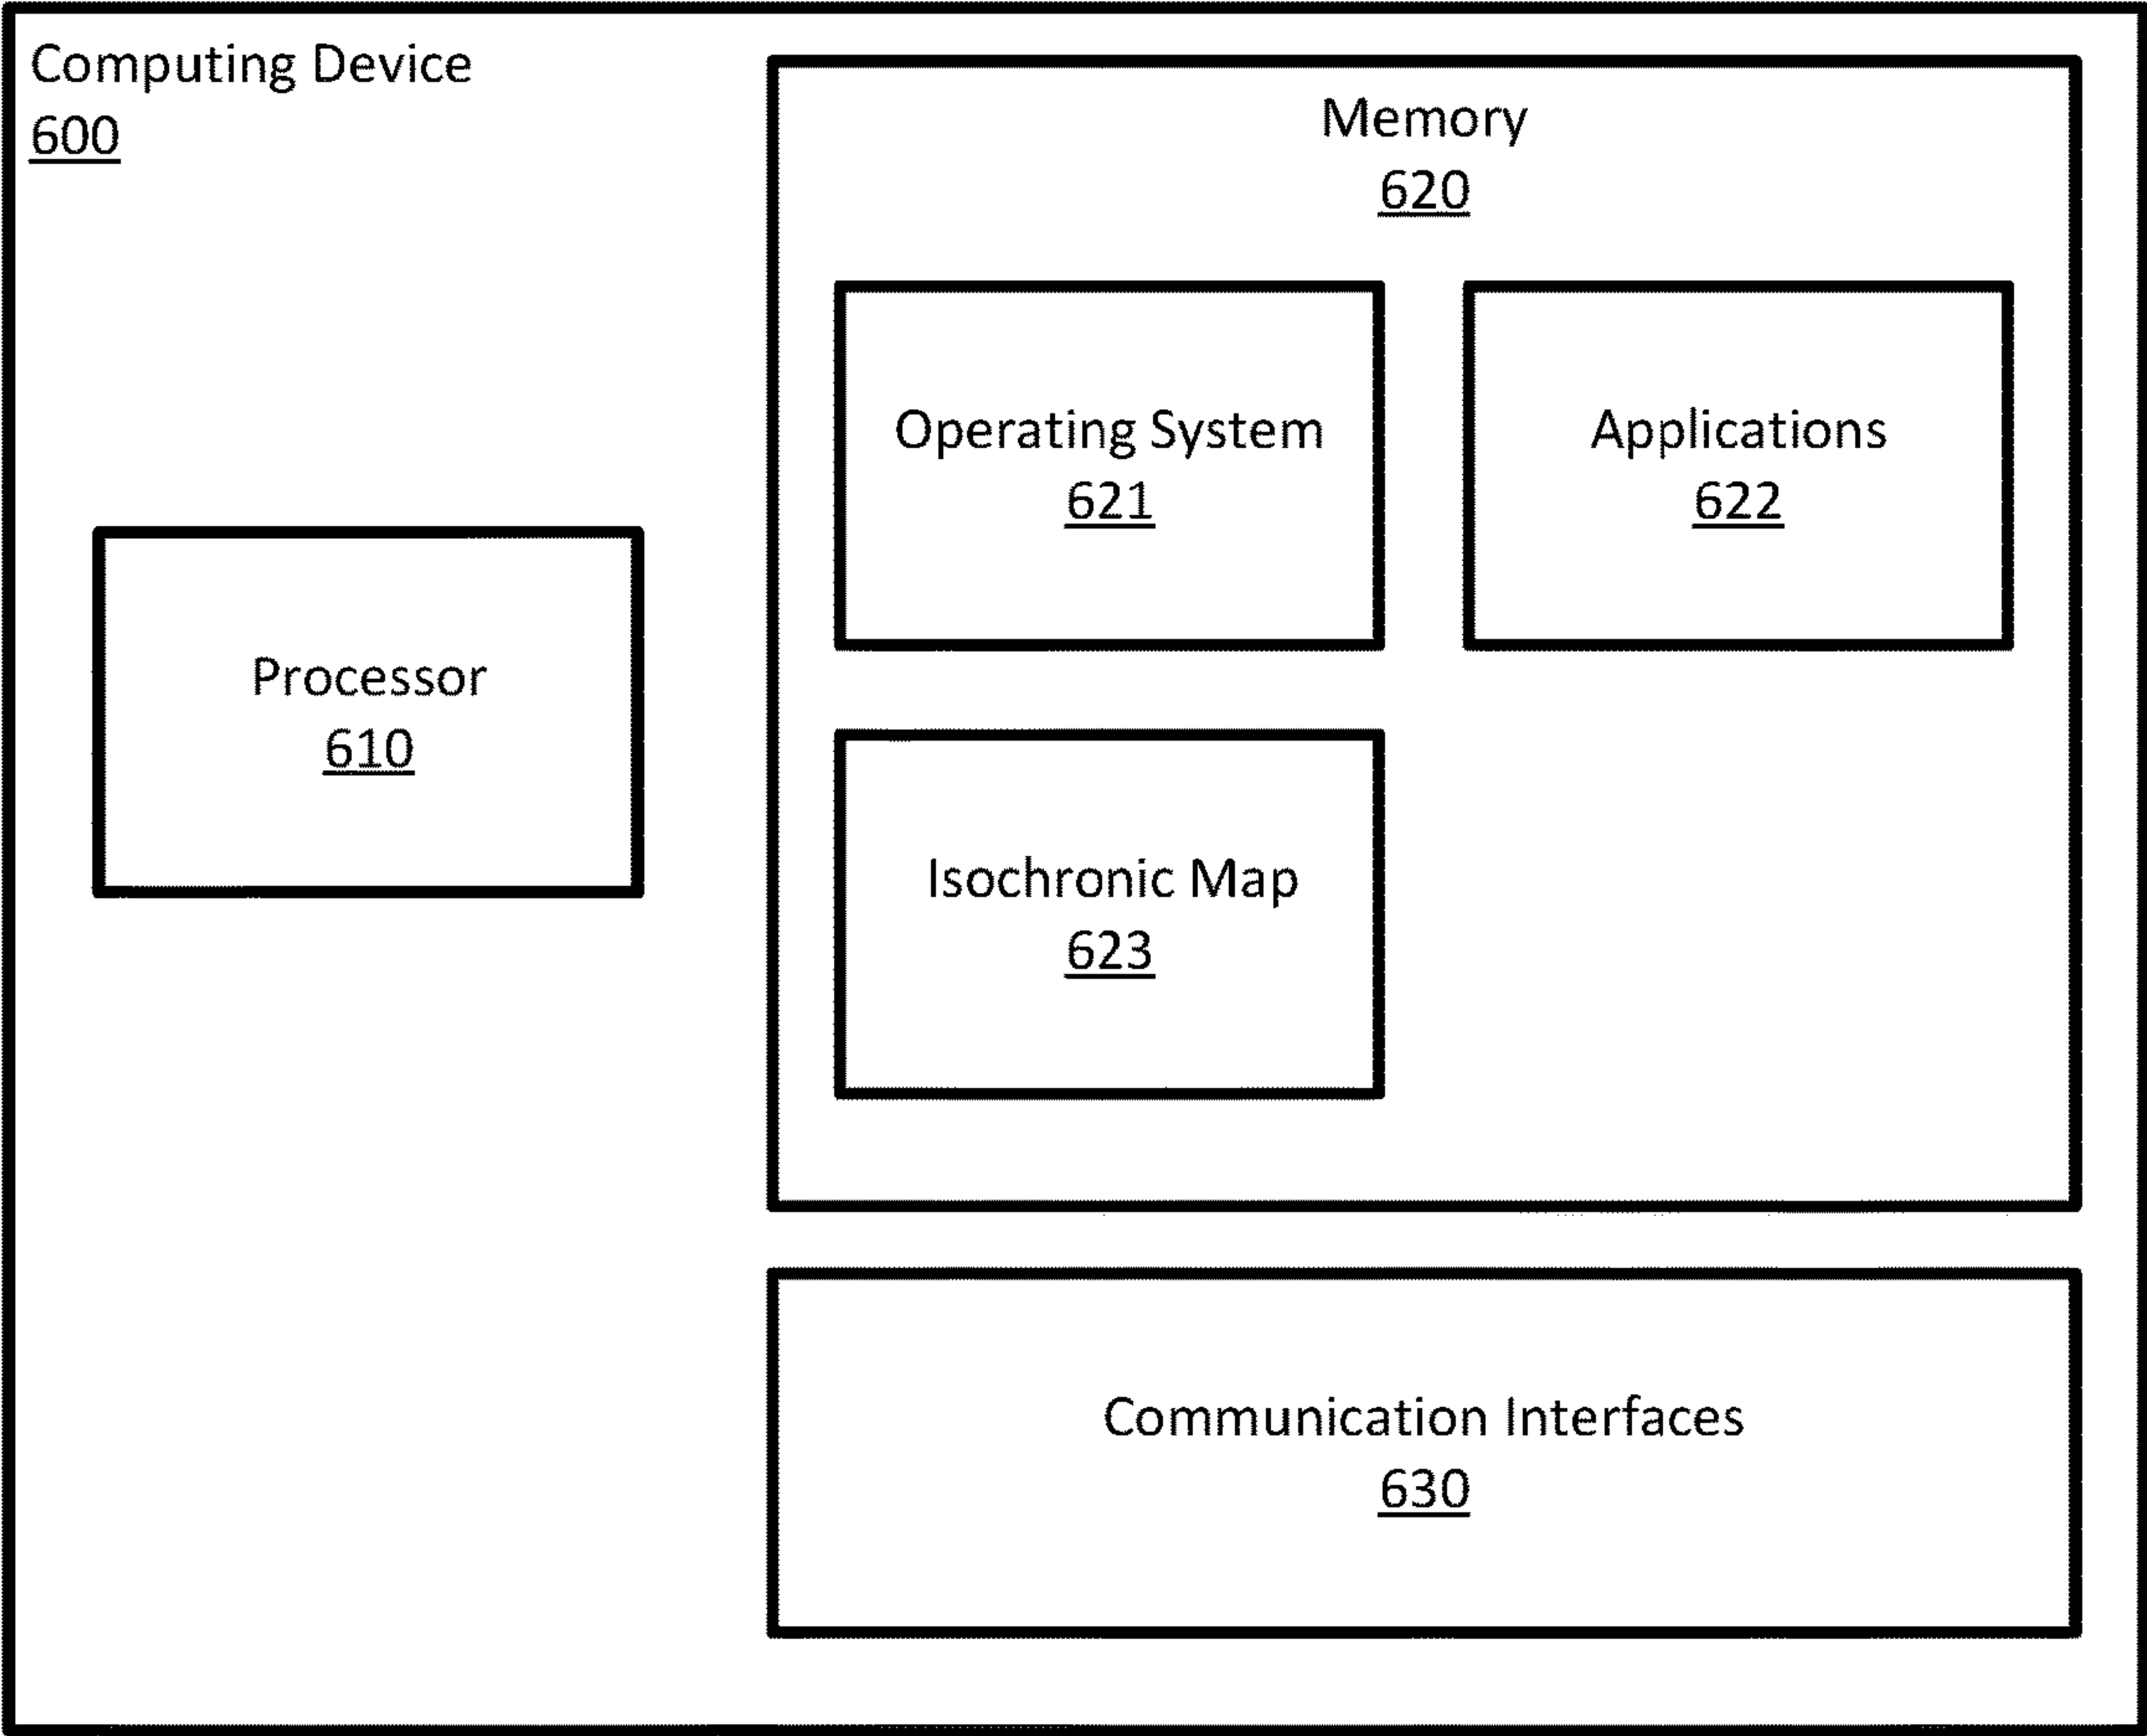 Computing Device
600
Memory
620
Operating System
621
Applications
622
Processor
610
Isochronic Map
623
Communication Interfaces
630